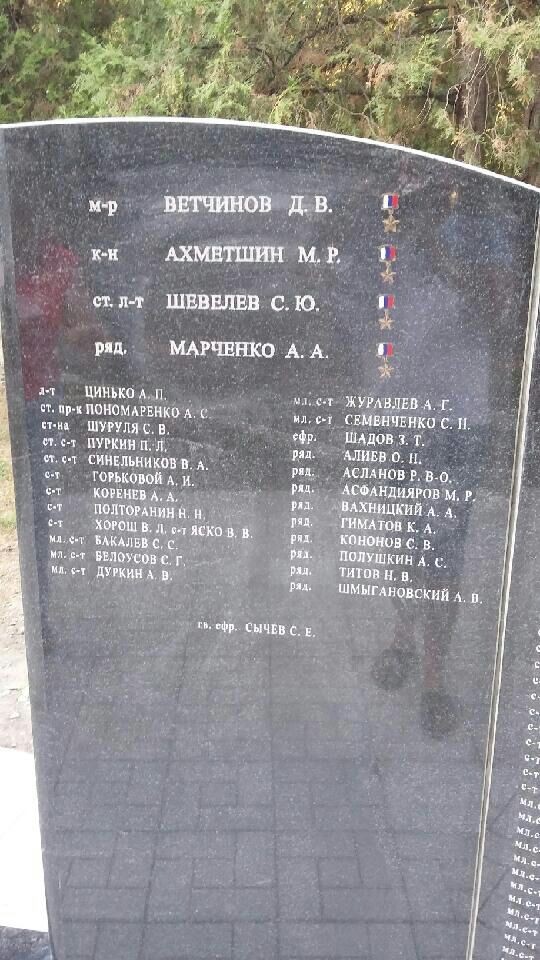 м-р ВЕТЧИНОВ Д. В.
к-н АХМЕТШИН М. Р.
ст. л-т ШЕВЕЛЕВ С. Ю.
ряд. МАРЧЕНКО А. А.
л-т ЦИНЬКО А. П.
ст. пр-к ПОНОМАРЕНКО А. С.
ст-на ШУРУЛЯ С. В.
ст. с-т ПУРКИН П. Л.
ст. с-т СИНЕЛЬНИКОВ В. А.
с-т ГОРЬКОВОЙ А. И.
с-т КОРЕНЕВ А. А.
с-т ПОЛТОРАНИН Н. Н.
с-т ХОРОШ В. Л. с-т ЯСКО В. В.
мл. с-т БАКАЛЕВ С. С.
мл. с-т БЕЛОУСОВ С. Г.
мл. с-т ДУРКИН А. В.
мл. с-т ЖУРАВЛЕВ А. Г.
мл. с-т СЕМЕНЧЕНКО С. Н.
ефр. ШАДОВ З. Т.
ряд. АЛИЕВ О. Н.
ряд. АСЛАНОВ Р. В-О.
ряд. АСФАНДИЯРОВ М. Р.
ряд. ВАХНИЦКИЙ А. А.
ряд. ГИМАТОВ К. А.
ряд. КОНОНОВ С. В.
ряд. ПОЛУШКИН А. С.
ряд. ТИТОВ Н. В.
ряд. ШМЫГАНОВСКИЙ А. В.
гв. ефр. СЫЧЕВ С. Е.